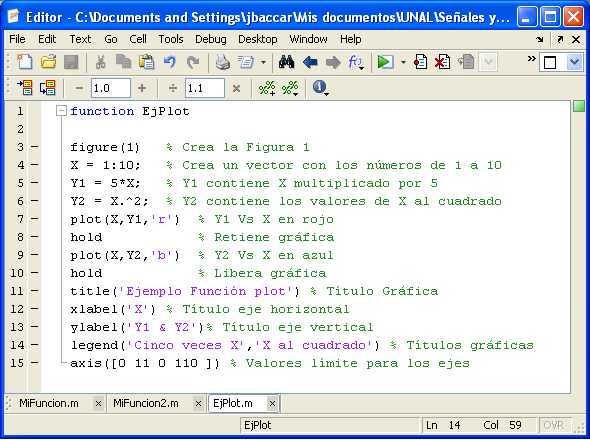 Editor - C:\Documents and Settings\jbaccar\Mis documentos\UNAL\Señales y...
File Edit Text Go Cell Tools Debug Desktop Window Help
1.0 1.1
1 function EjPlot
2
3 figure(1) % Crea la Figura 1
4 X = 1:10; % Crea un vector con los números de 1 a 10
5 Y1 = 5*X; % Y1 contiene X multiplicado por 5
6 Y2 = X.^2; % Y2 contiene los valores de X al cuadrado
7 plot(X,Y1,'r') % Y1 Vs X en rojo
8 hold % Retiene gráfica
9 plot(X,Y2,'b') % Y2 Vs X en azul
10 hold % Libera gráfica
11 title('Ejemplo Función plot') % Título Gráfica
12 xlabel('X') % Título eje horizontal
13 ylabel('Y1 & Y2')% Título eje vertical
14 legend('Cinco veces X','X al cuadrado') % Títulos gráficas
15 axis([0 11 0 110 ]) % Valores límite para los ejes
MiFuncion.m MiFuncion2.m EjPlot.m
EjPlot Ln 14 Col 59 OVR